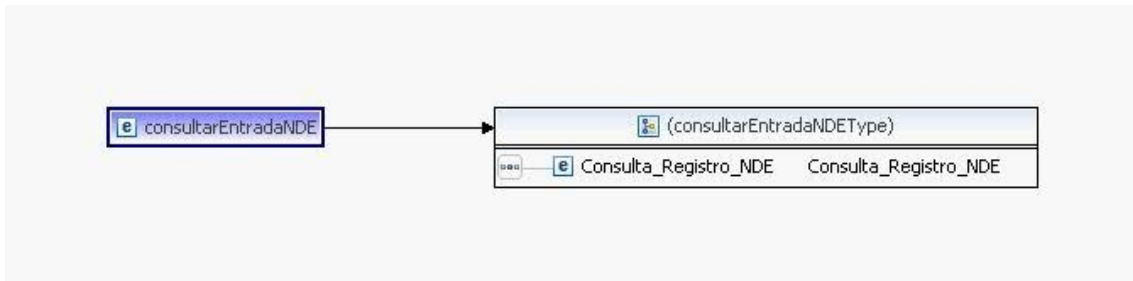 e consultarEntradaNDE
(consultarEntradaNDEType)
e Consulta_Registro_NDE Consulta_Registro_NDE